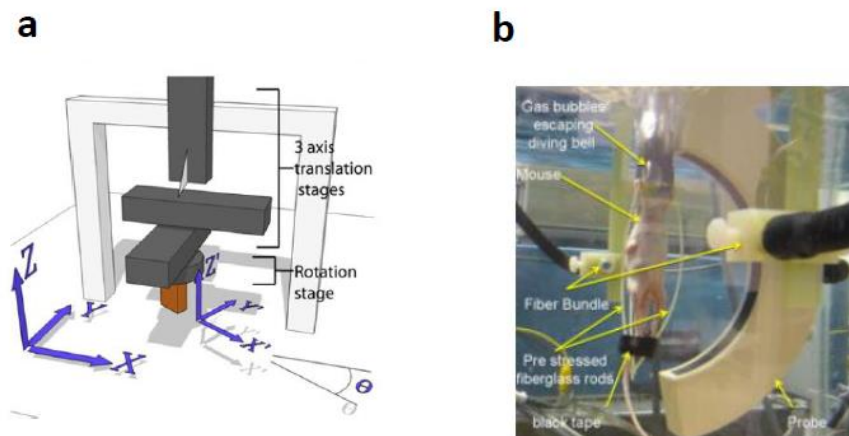 a
3 axis
translation
stages
Rotation
stage
Z
Y
X
Z'
Y'
X'
Θ
b
Gas bubbles
escaping
diving bell
Mouse
Fiber Bundle
Pre stressed
fiberglass rods
black tape
Probe